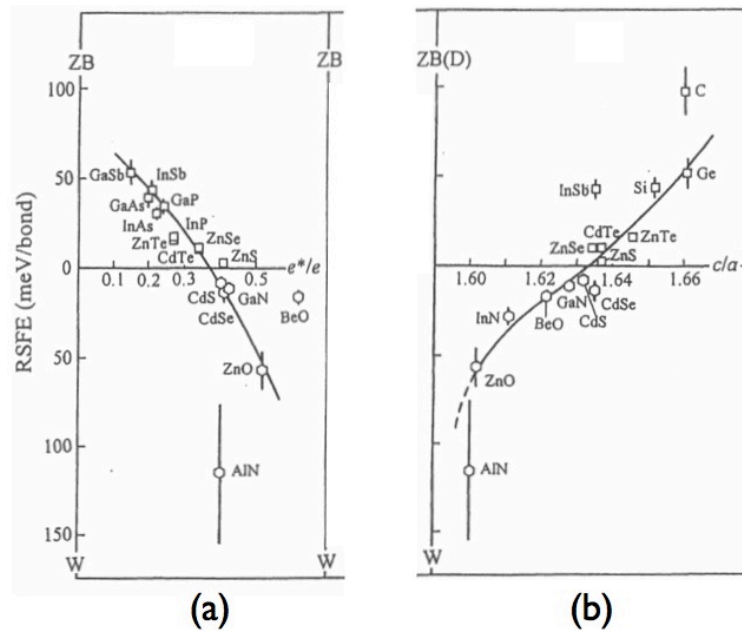 ZB
ZB
ZB(D)
RSFE (meV/bond)
100
50
0
50
100
150
0.1
0.2
0.3
0.5
e*/e
GaSb
InSb
GaAs
GaP
InAs
InP
ZnTe
ZnSe
CdTe
ZnS
CdS
GaN
CdSe
BeO
ZnO
AlN
W
W
(a)
C
Ge
Si
InSb
CdTe
ZnSe
ZnTe
ZnS
1.60
1.62
1.64
1.66
c/a
GaN
CdSe
InN
BeO
CdS
ZnO
AlN
W
(b)